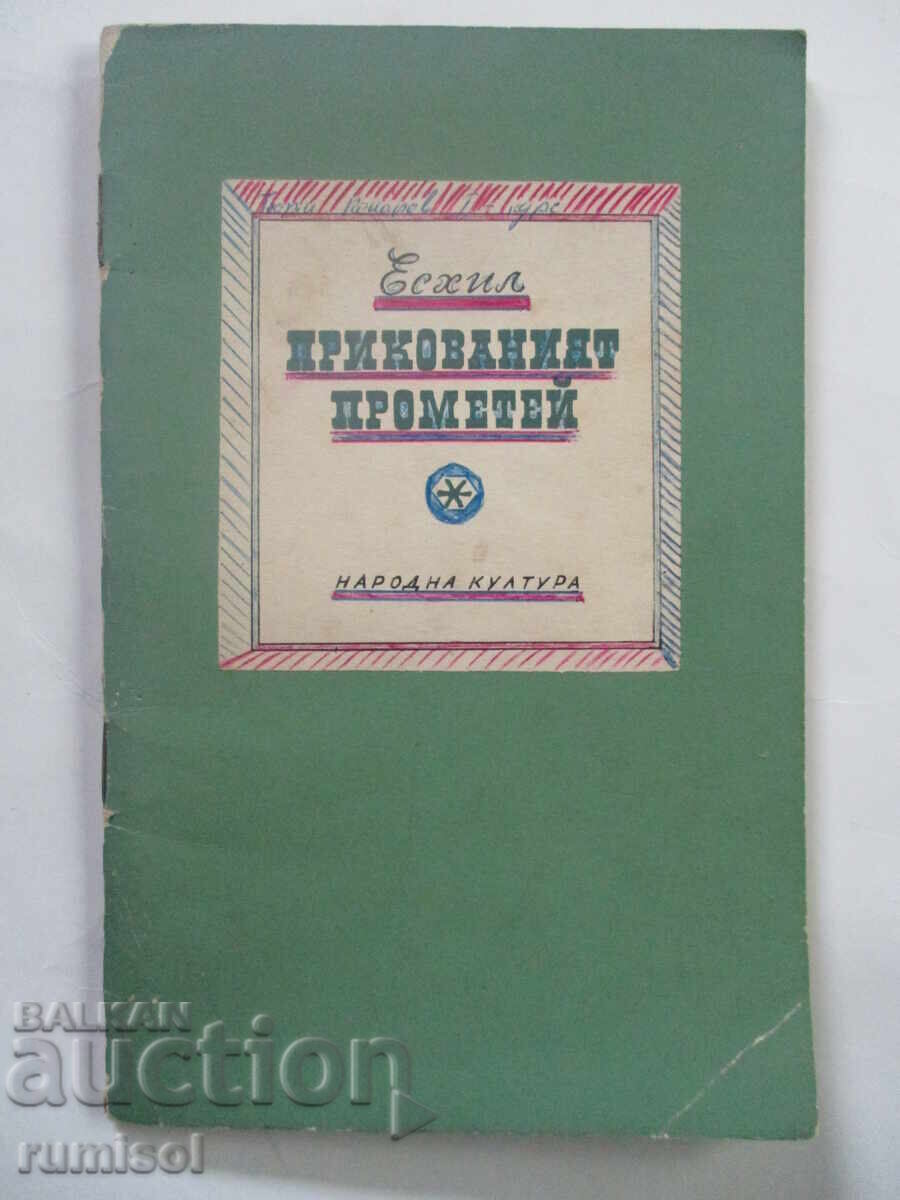 Есхил
ПРИКОВАНИЯТ
ПРОМЕТЕЙ
НАРОДНА КУЛТУРА
BALKAN
auction
rumisol